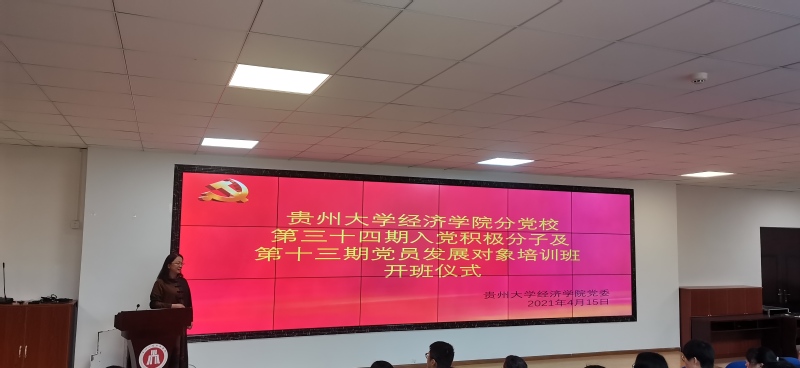 贵州大学经济学院分党校
第三十四期入党积极分子及
第十三期党员发展对象培训班
开班仪式
贵州大学经济学院党委
2021年4月15日